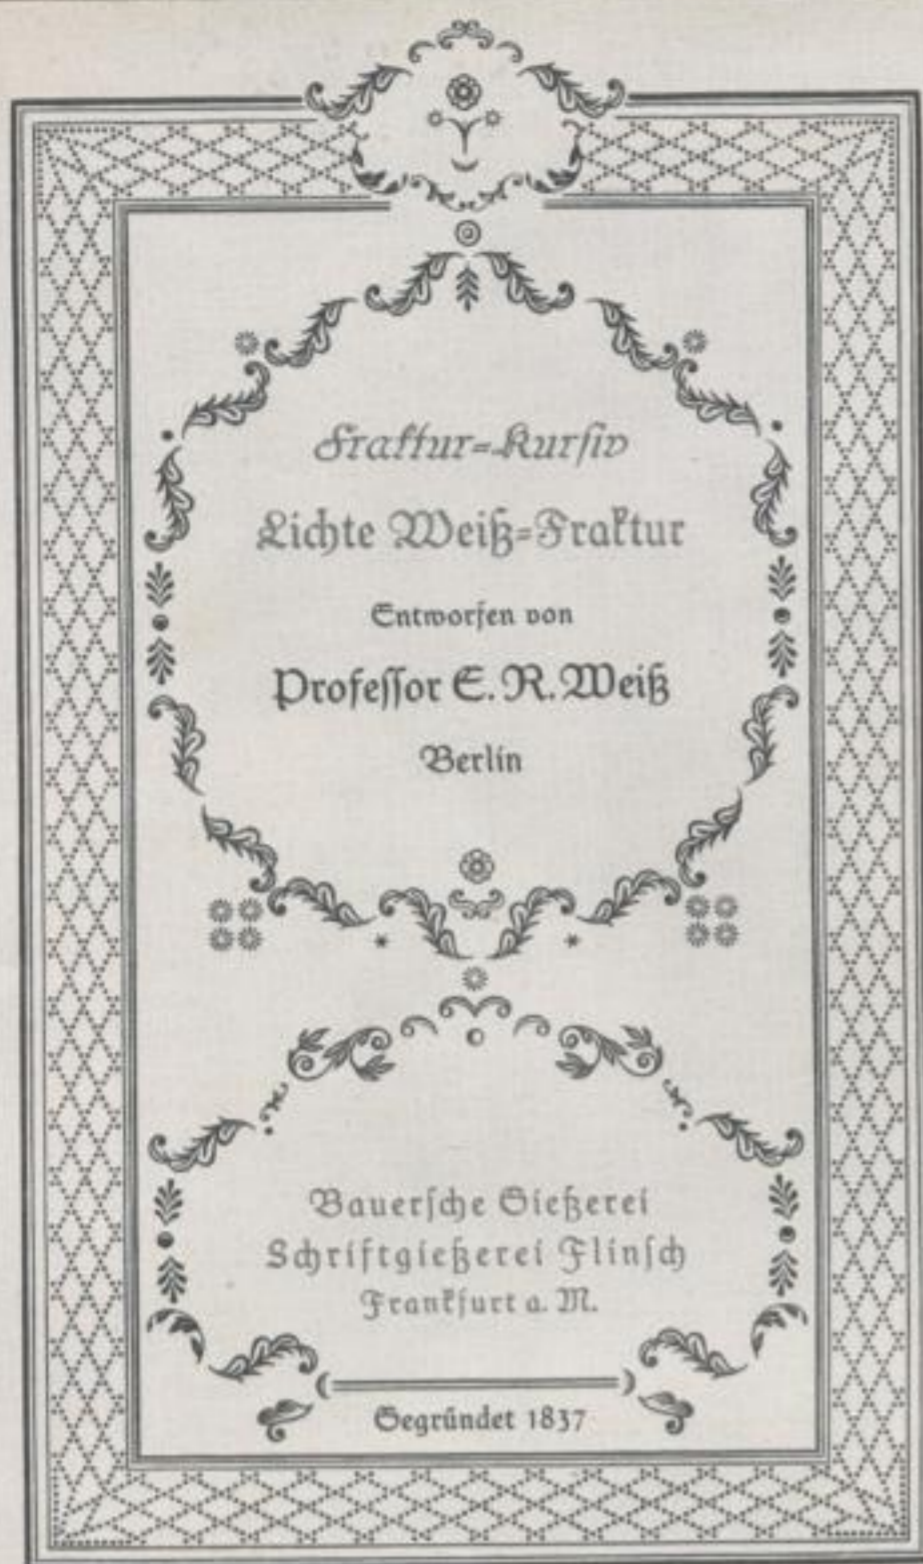 Fraktur-Kursiv
Lichte Weiß-Fraktur
Entworfen von
Professor E. R. Weiß
Berlin
Bauersche Gießerei
Schriftgießerei Flinsch
Frankfurt a. M.
Gegründet 1837